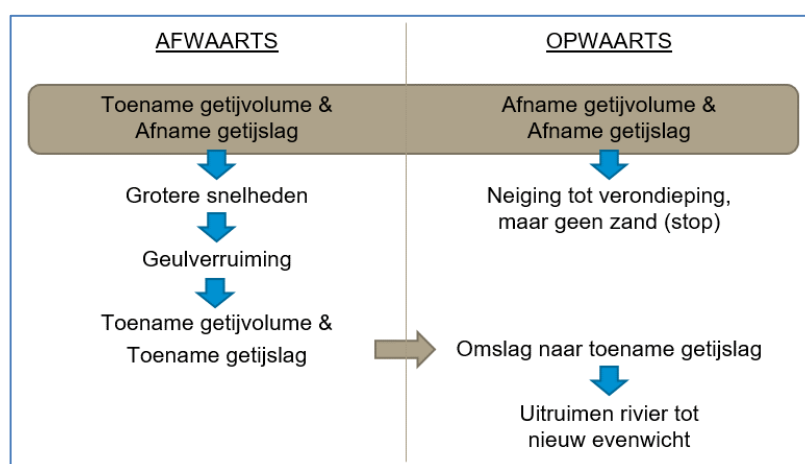 AFWAARTS
OPWAARTS
Toename getijvolume &
Afname getijslag
Afname getijvolume &
Afname getijslag
Grotere snelheden
Neiging tot verondieping,
maar geen zand (stop)
Geulverruiming
Toename getijvolume &
Toename getijslag
Omslag naar toename getijslag
Uitruimen rivier tot
nieuw evenwicht